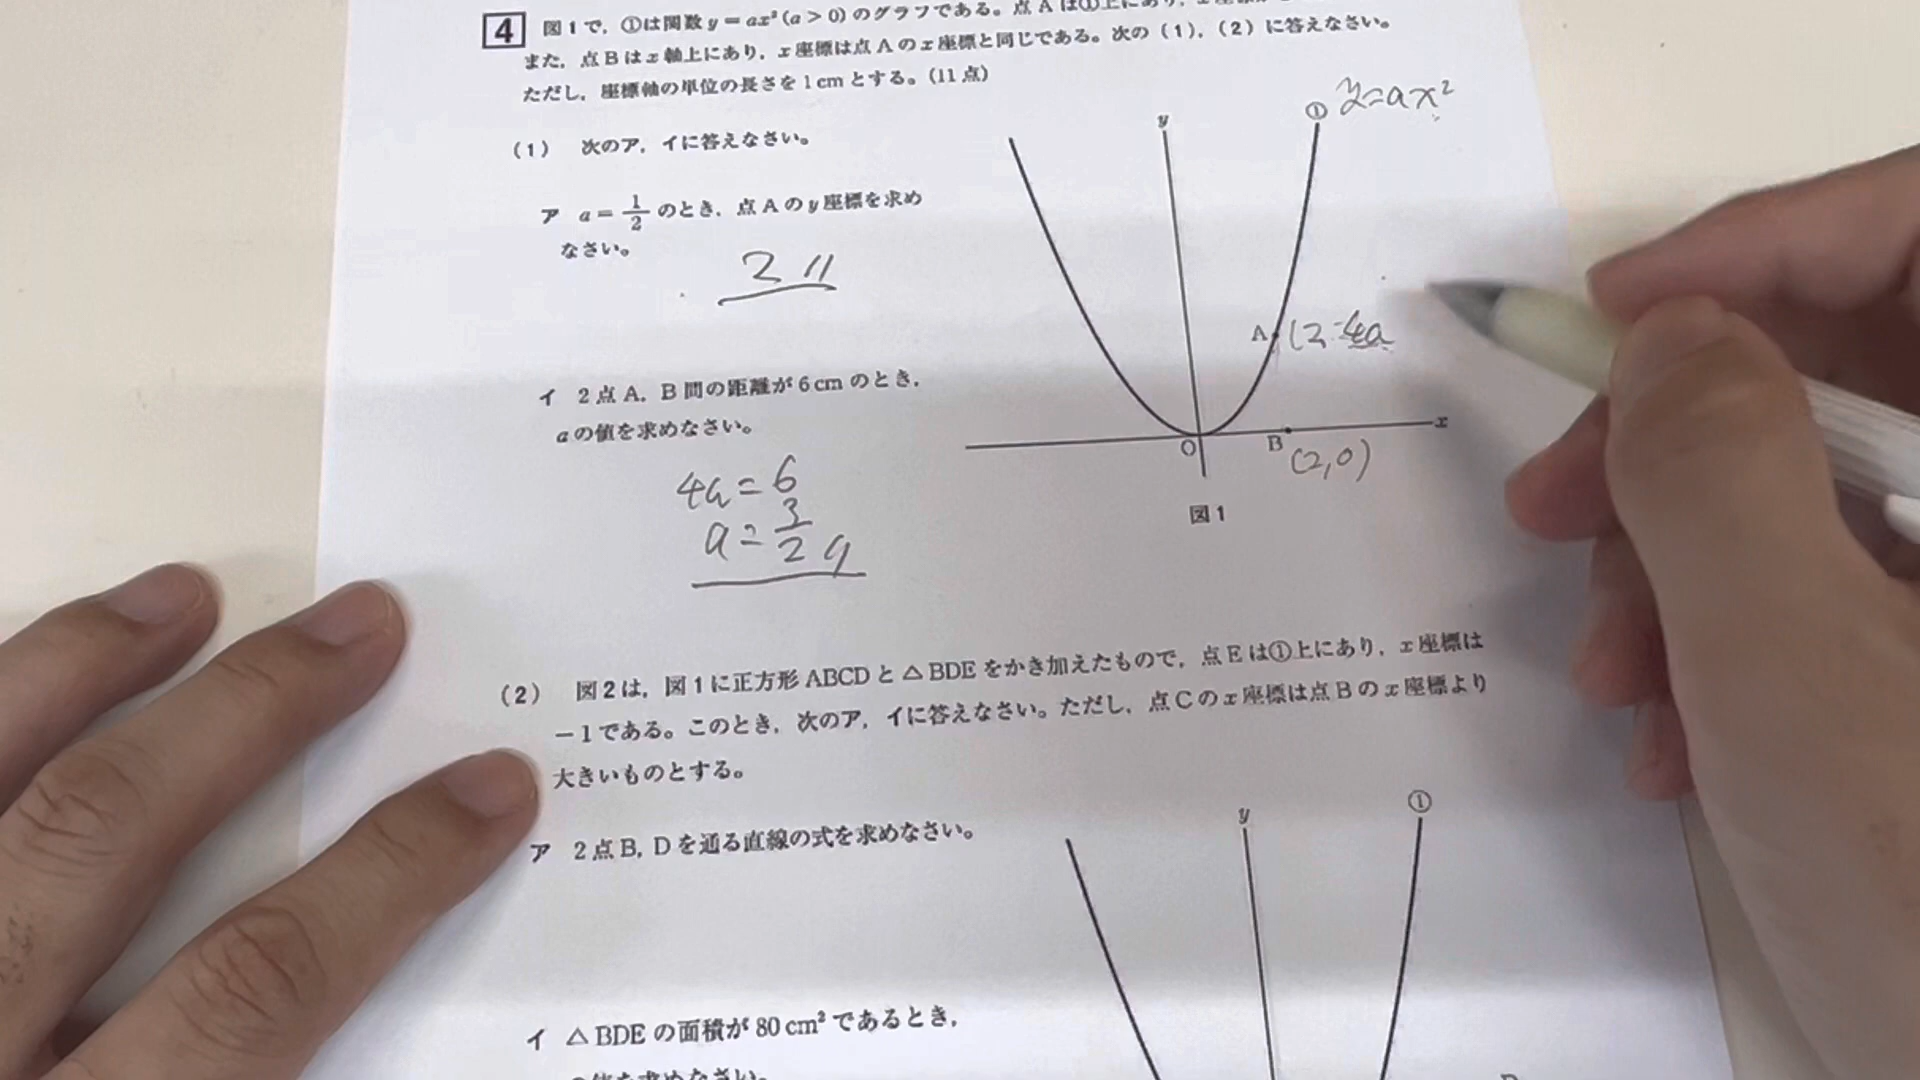 4 図1で，①は関数 y＝ax²（a＞0）のグラフである。点Aは①上にあり，
また，点Bはx軸上にあり，x座標は点Aのx座標と同じである。次の（1），（2）に答えなさい。
ただし，座標軸の単位の長さを1cmとする。（11点）
（1） 次のア，イに答えなさい。
ア a＝1/2 のとき，点Aのy座標を求め
なさい。
2
イ 2点A，B間の距離が6cmのとき，
aの値を求めなさい。
4a=6
a=3/2
y
① y=ax²
A (2 4a
O B x
(2,0)
図1
（2） 図2は，図1に正方形ABCDと△BDEをかき加えたもので，点Eは①上にあり，x座標は
－1である。このとき，次のア，イに答えなさい。ただし，点Cのx座標は点Bのx座標より
大きいものとする。
ア 2点B，Dを通る直線の式を求めなさい。
イ △BDEの面積が80cm²であるとき，
y
①